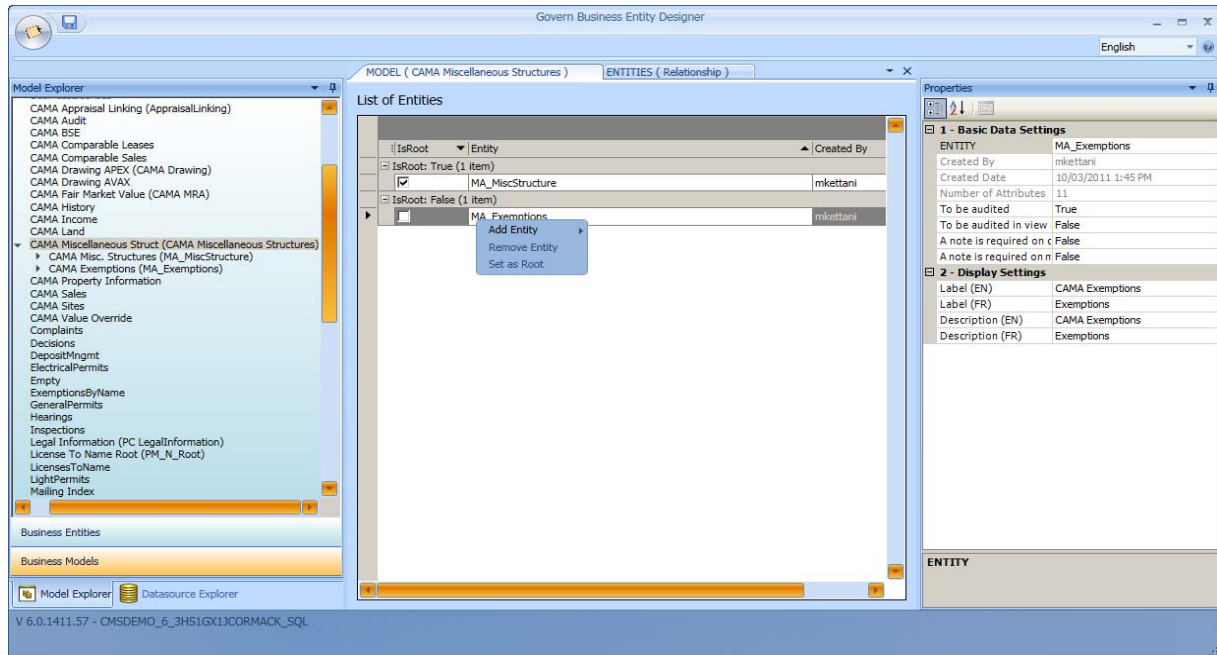 Govern Business Entity Designer
English
Model Explorer
CAMA Appraisal Linking (AppraisalLinking)
CAMA Audit
CAMA BSE
CAMA Comparable Leases
CAMA Comparable Sales
CAMA Drawing APEX (CAMA Drawing)
CAMA Drawing AVAX
CAMA Fair Market Value (CAMA MRA)
CAMA History
CAMA Income
CAMA Land
CAMA Miscellaneous Struct (CAMA Miscellaneous Structures)
CAMA Misc. Structures (MA_MiscStructure)
CAMA Exemptions (MA_Exemptions)
CAMA Property Information
CAMA Sales
CAMA Sites
CAMA Value Override
Complaints
Decisions
DepositMngmt
ElectricalPermits
Empty
ExemptionsByName
GeneralPermits
Hearings
Inspections
Legal Information (PC LegalInformation)
License To Name Root (PM_N_Root)
LicensesToName
LightPermits
Mailing Index
Business Entities
Business Models
Model Explorer Datasource Explorer
MODEL ( CAMA Miscellaneous Structures ) ENTITIES ( Relationship )
List of Entities
IsRoot Entity Created By
IsRoot: True (1 item)
MA_MiscStructure mkettani
IsRoot: False (1 item)
MA_Exemptions mkettani
Add Entity
Remove Entity
Set as Root
Properties
1 - Basic Data Settings
ENTITY MA_Exemptions
Created By mkettani
Created Date 10/03/2011 1:45 PM
Number of Attributes 11
To be audited True
To be audited in view False
A note is required on c False
A note is required on m False
2 - Display Settings
Label (EN) CAMA Exemptions
Label (FR) Exemptions
Description (EN) CAMA Exemptions
Description (FR) Exemptions
ENTITY
V 6.0.1411.57 - CMSDEMO_6_3HS1GX1JCORMACK_SQL